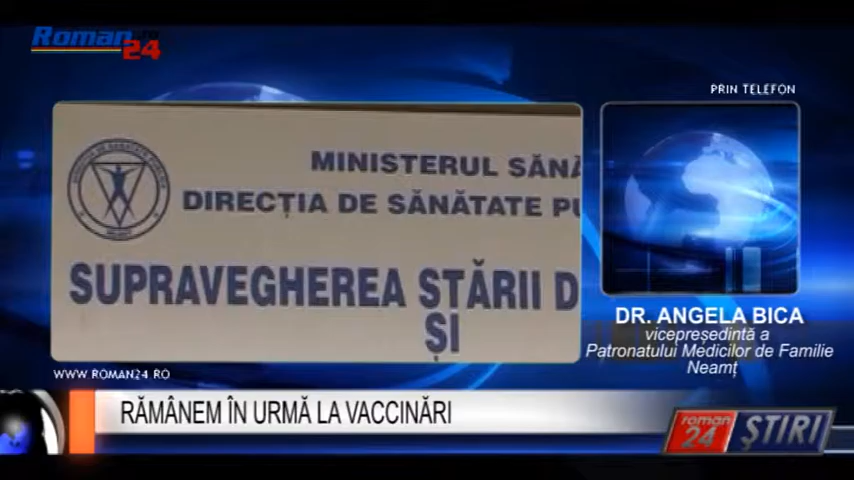 Roman 24
PRIN TELEFON
MINISTERUL SĂNĂ
DIRECȚIA DE SĂNĂTATE PU
SUPRAVEGHEREA STĂRII D
ȘI
DR. ANGELA BICA
vicepreședintă a
Patronatului Medicilor de Familie
Neamț
WWW.ROMAN24.RO
RĂMÂNEM ÎN URMĂ LA VACCINĂRI
roman
24 ȘTIRI